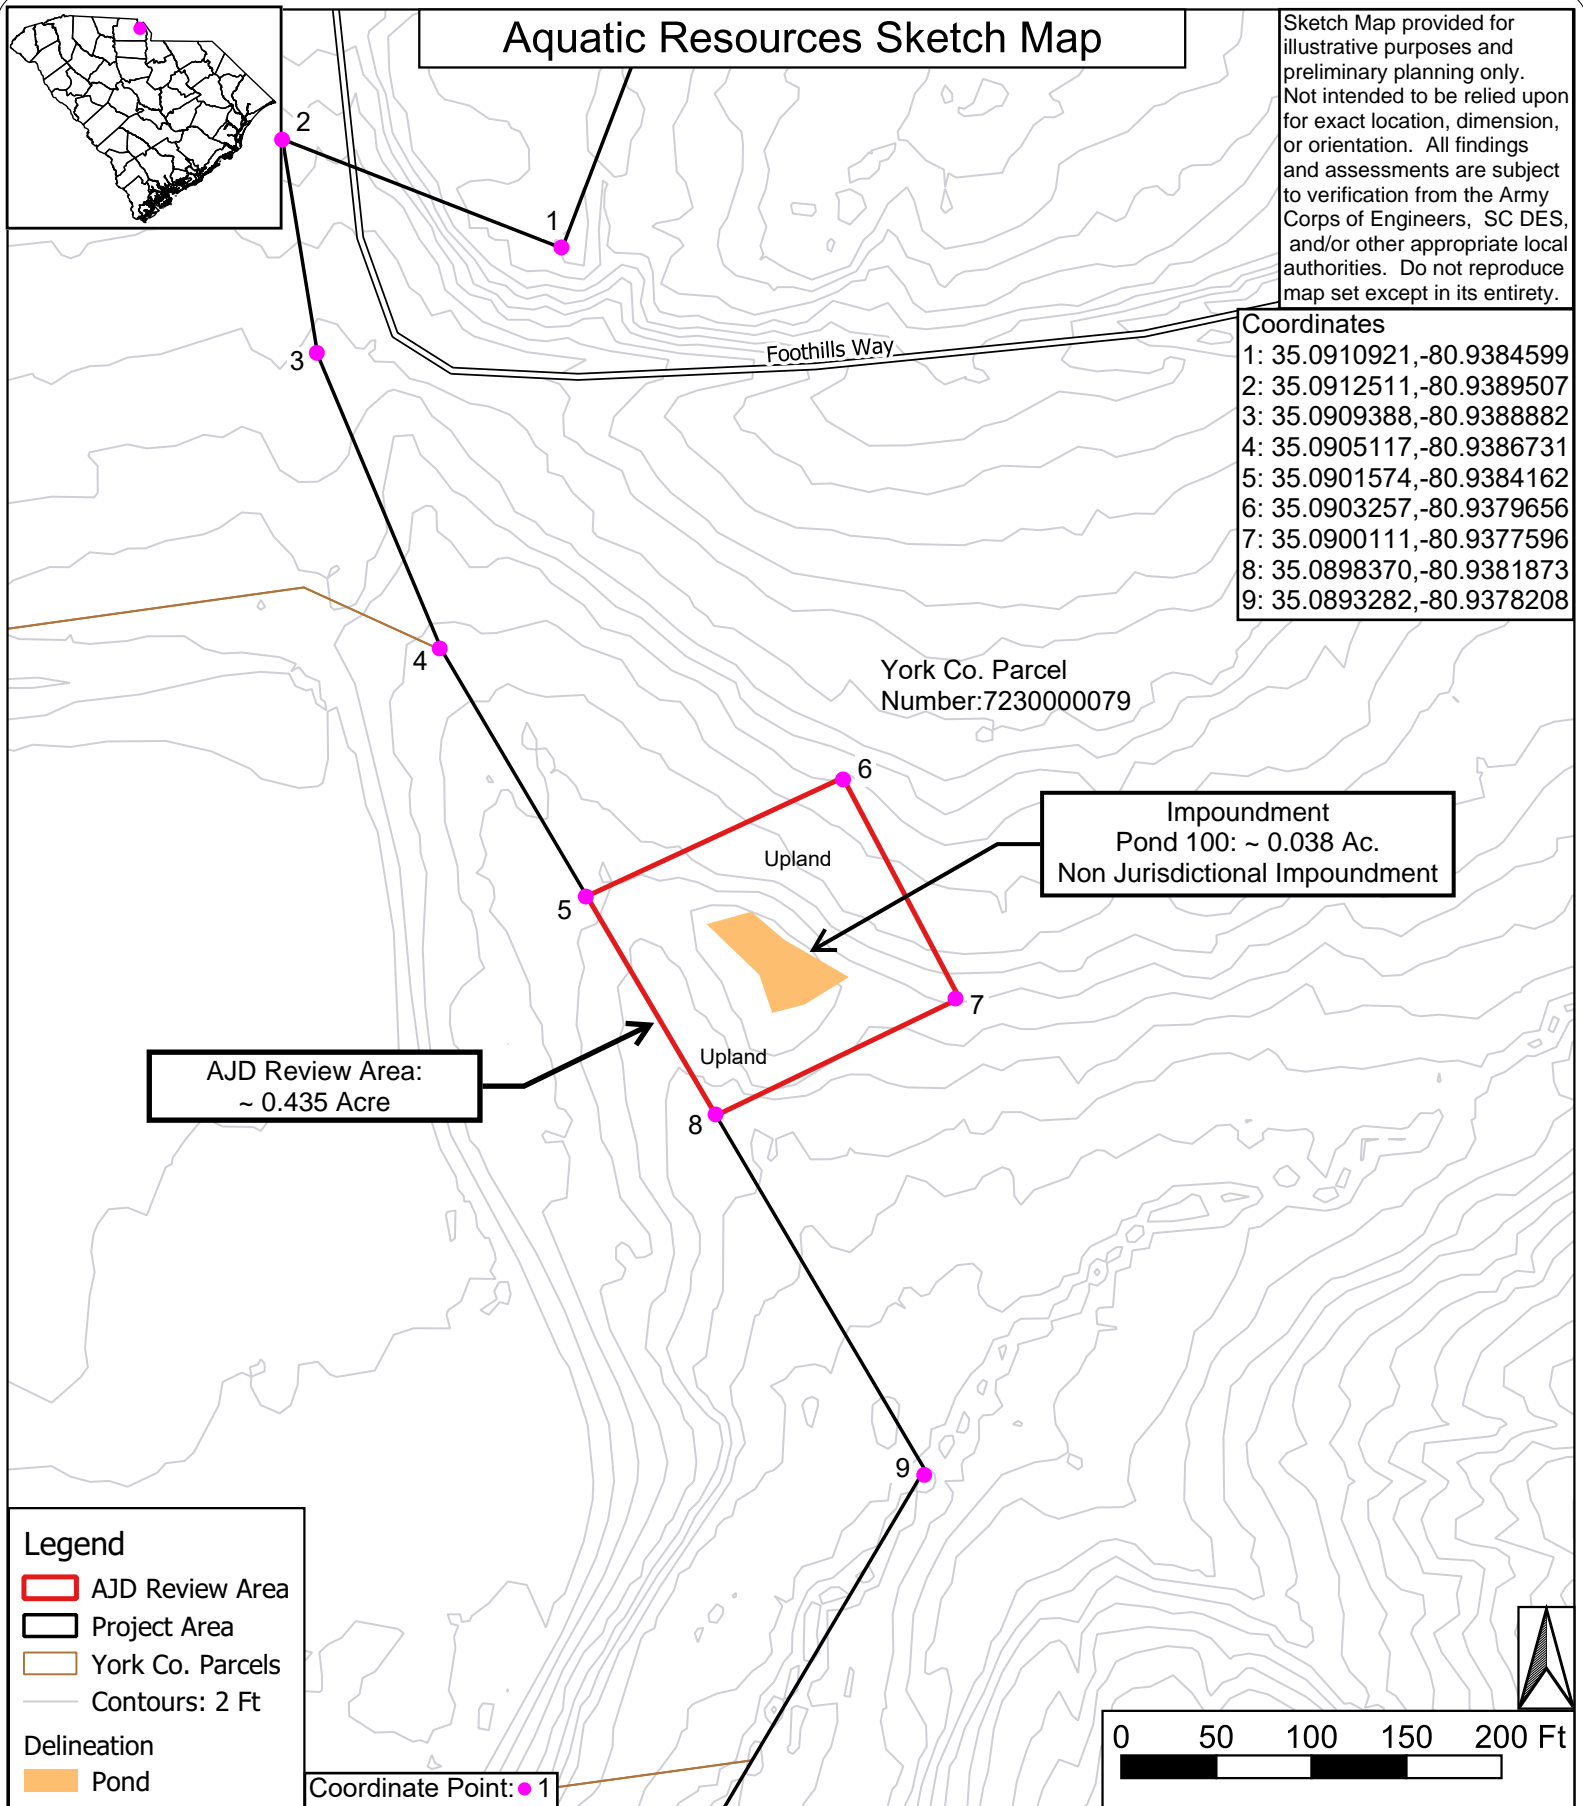 Aquatic Resources Sketch Map
Sketch Map provided for
illustrative purposes and
preliminary planning only.
Not intended to be relied upon
for exact location, dimension,
or orientation. All findings
and assessments are subject
to verification from the Army
Corps of Engineers, SC DES,
and/or other appropriate local
authorities. Do not reproduce
map set except in its entirety.
Coordinates
1: 35.0910921,-80.9384599
2: 35.0912511,-80.9389507
3: 35.0909388,-80.9388882
4: 35.0905117,-80.9386731
5: 35.0901574,-80.9384162
6: 35.0903257,-80.9379656
7: 35.0900111,-80.9377596
8: 35.0898370,-80.9381873
9: 35.0893282,-80.9378208
2
1
3
Foothills Way
4
York Co. Parcel
Number:7230000079
6
Impoundment
Pond 100: ~ 0.038 Ac.
Non Jurisdictional Impoundment
Upland
5
7
Upland
AJD Review Area:
~ 0.435 Acre
8
9
Legend
AJD Review Area
Project Area
York Co. Parcels
Contours: 2 Ft
Delineation
Pond
Coordinate Point: 1
0 50 100 150 200 Ft